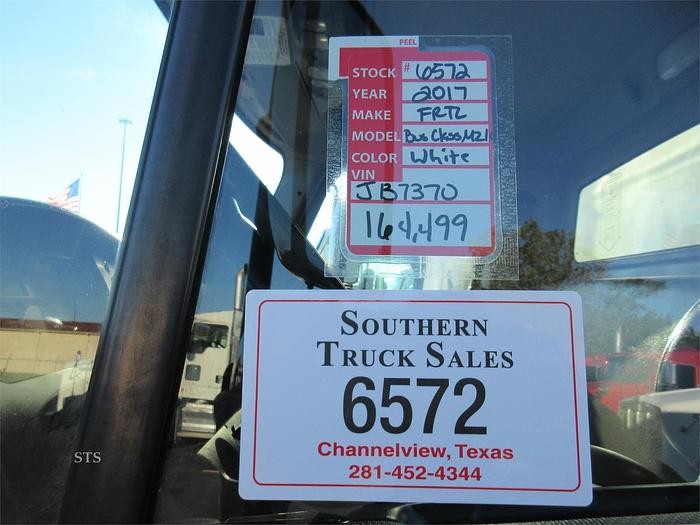 PEEL
STOCK # 6572
YEAR 2017
MAKE FRTL
MODEL Bus Class M2
COLOR White
VIN
JB7370
164,499
SOUTHERN
TRUCK SALES
6572
Channelview, Texas
281-452-4344
STS